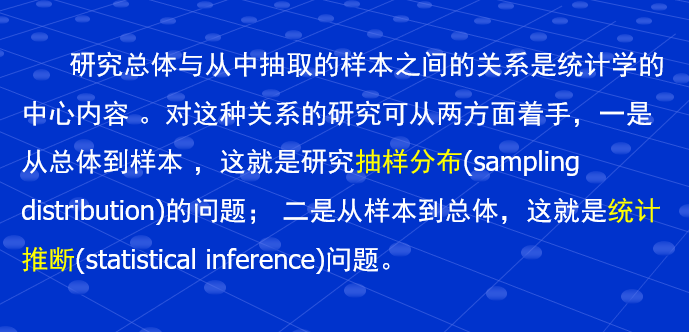 研究总体与从中抽取的样本之间的关系是统计学的
中心内容 。对这种关系的研究可从两方面着手，一是
从总体到样本 ，这就是研究抽样分布(sampling
distribution)的问题； 二是从样本到总体，这就是统计
推断(statistical inference)问题。